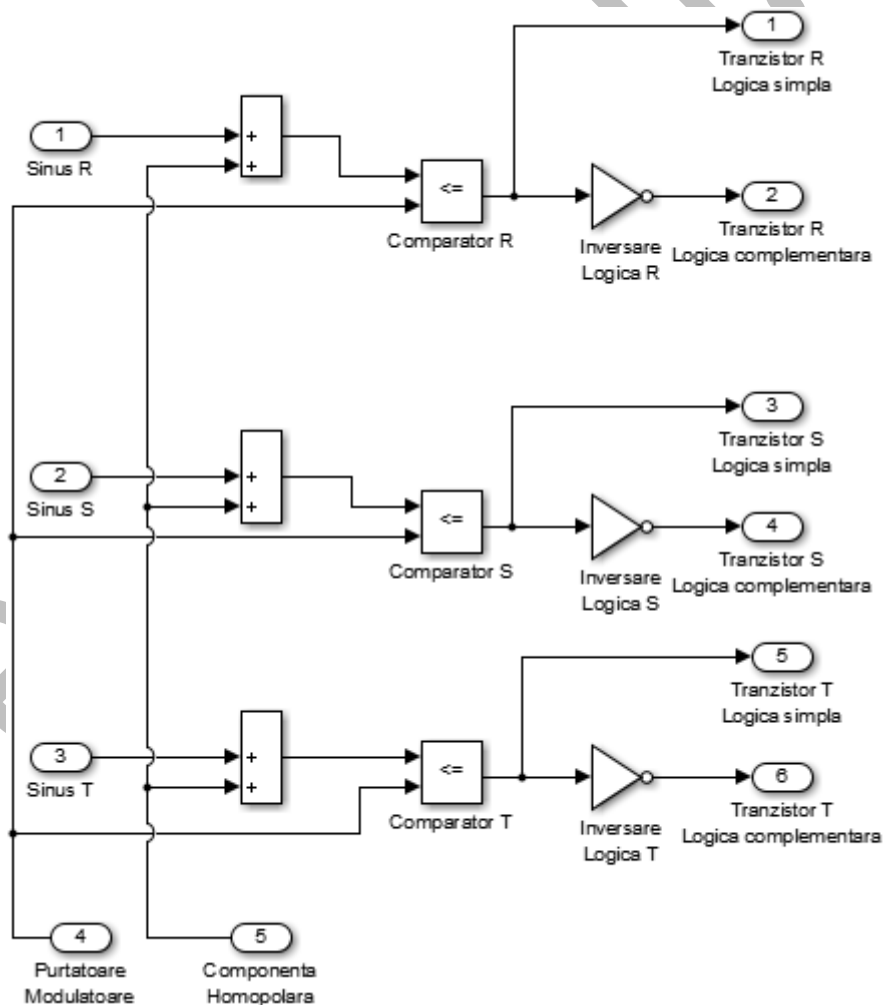 1
Tranzistor R
Logica simpla
1
Sinus R
+
+
<=
Comparator R
Inversare
Logica R
2
Tranzistor R
Logica complementara
2
Sinus S
+
+
<=
Comparator S
Inversare
Logica S
3
Tranzistor S
Logica simpla
4
Tranzistor S
Logica complementara
3
Sinus T
+
+
<=
Comparator T
Inversare
Logica T
5
Tranzistor T
Logica simpla
6
Tranzistor T
Logica complementara
4
Purtatoare
Modulatoare
5
Componenta
Homopolara